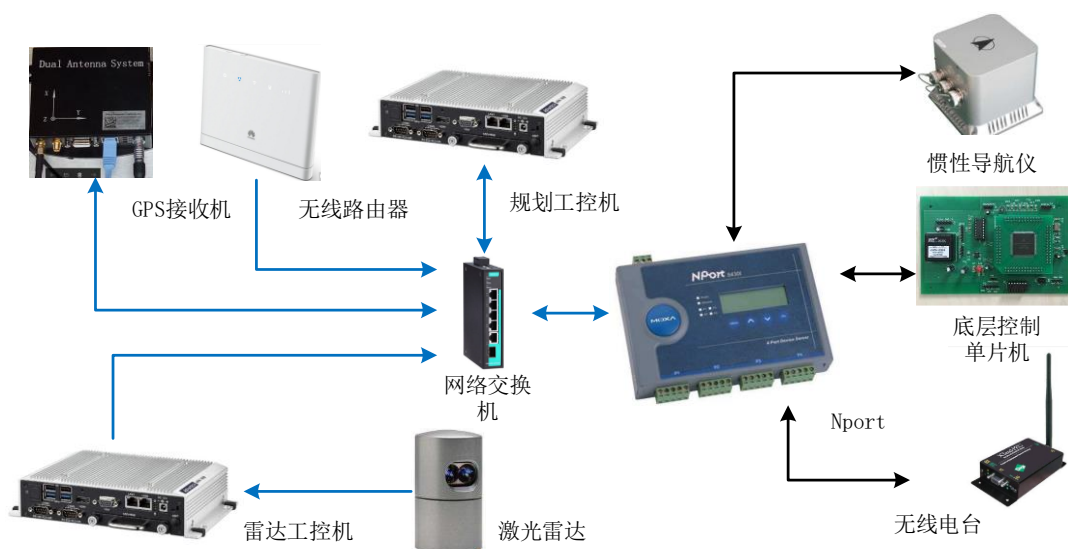 Dual Antenna System
X
Y
Z
GPS接收机
无线路由器
规划工控机
惯性导航仪
NPort
MOXA
底层控制
单片机
网络交换
机
Nport
雷达工控机
激光雷达
无线电台